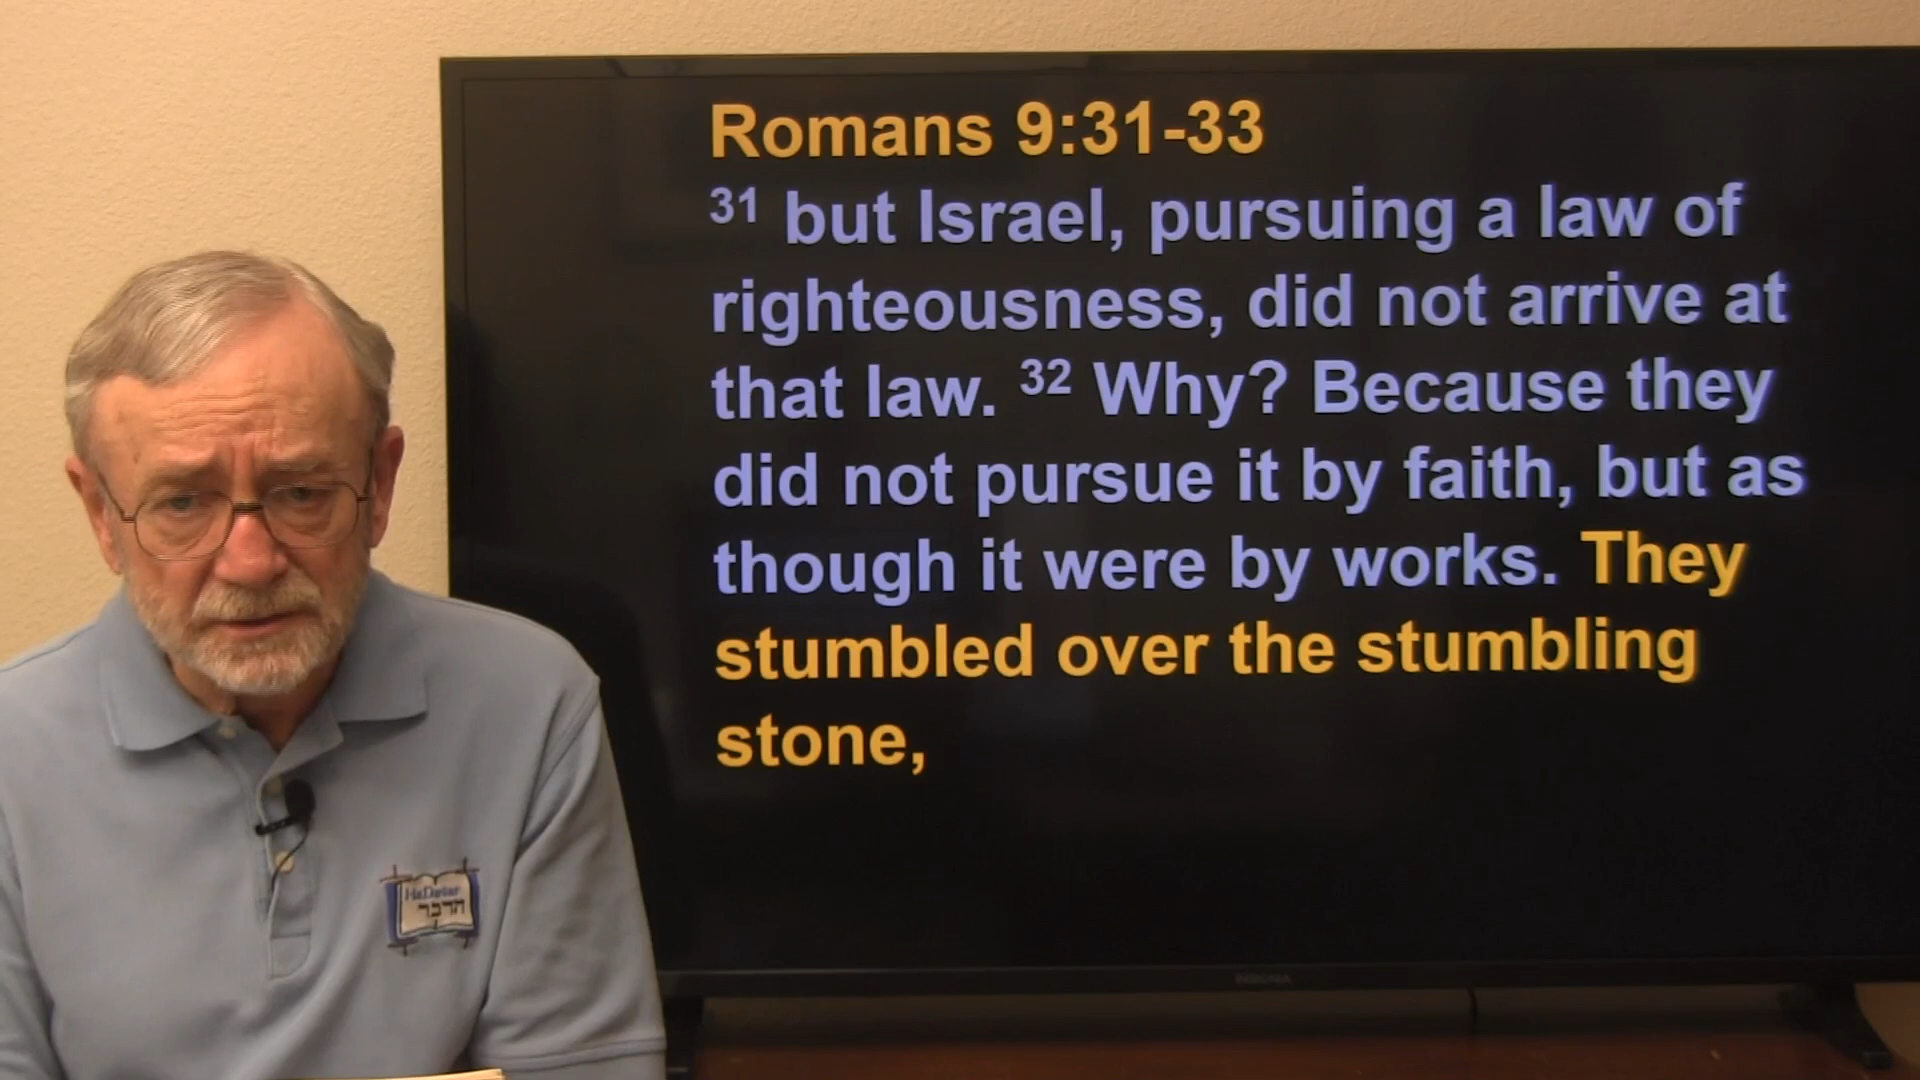 Romans 9:31-33
31 but Israel, pursuing a law of
righteousness, did not arrive at
that law. 32 Why? Because they
did not pursue it by faith, but as
though it were by works. They
stumbled over the stumbling
stone,
HaDavar
הדבר
INSIGNIA